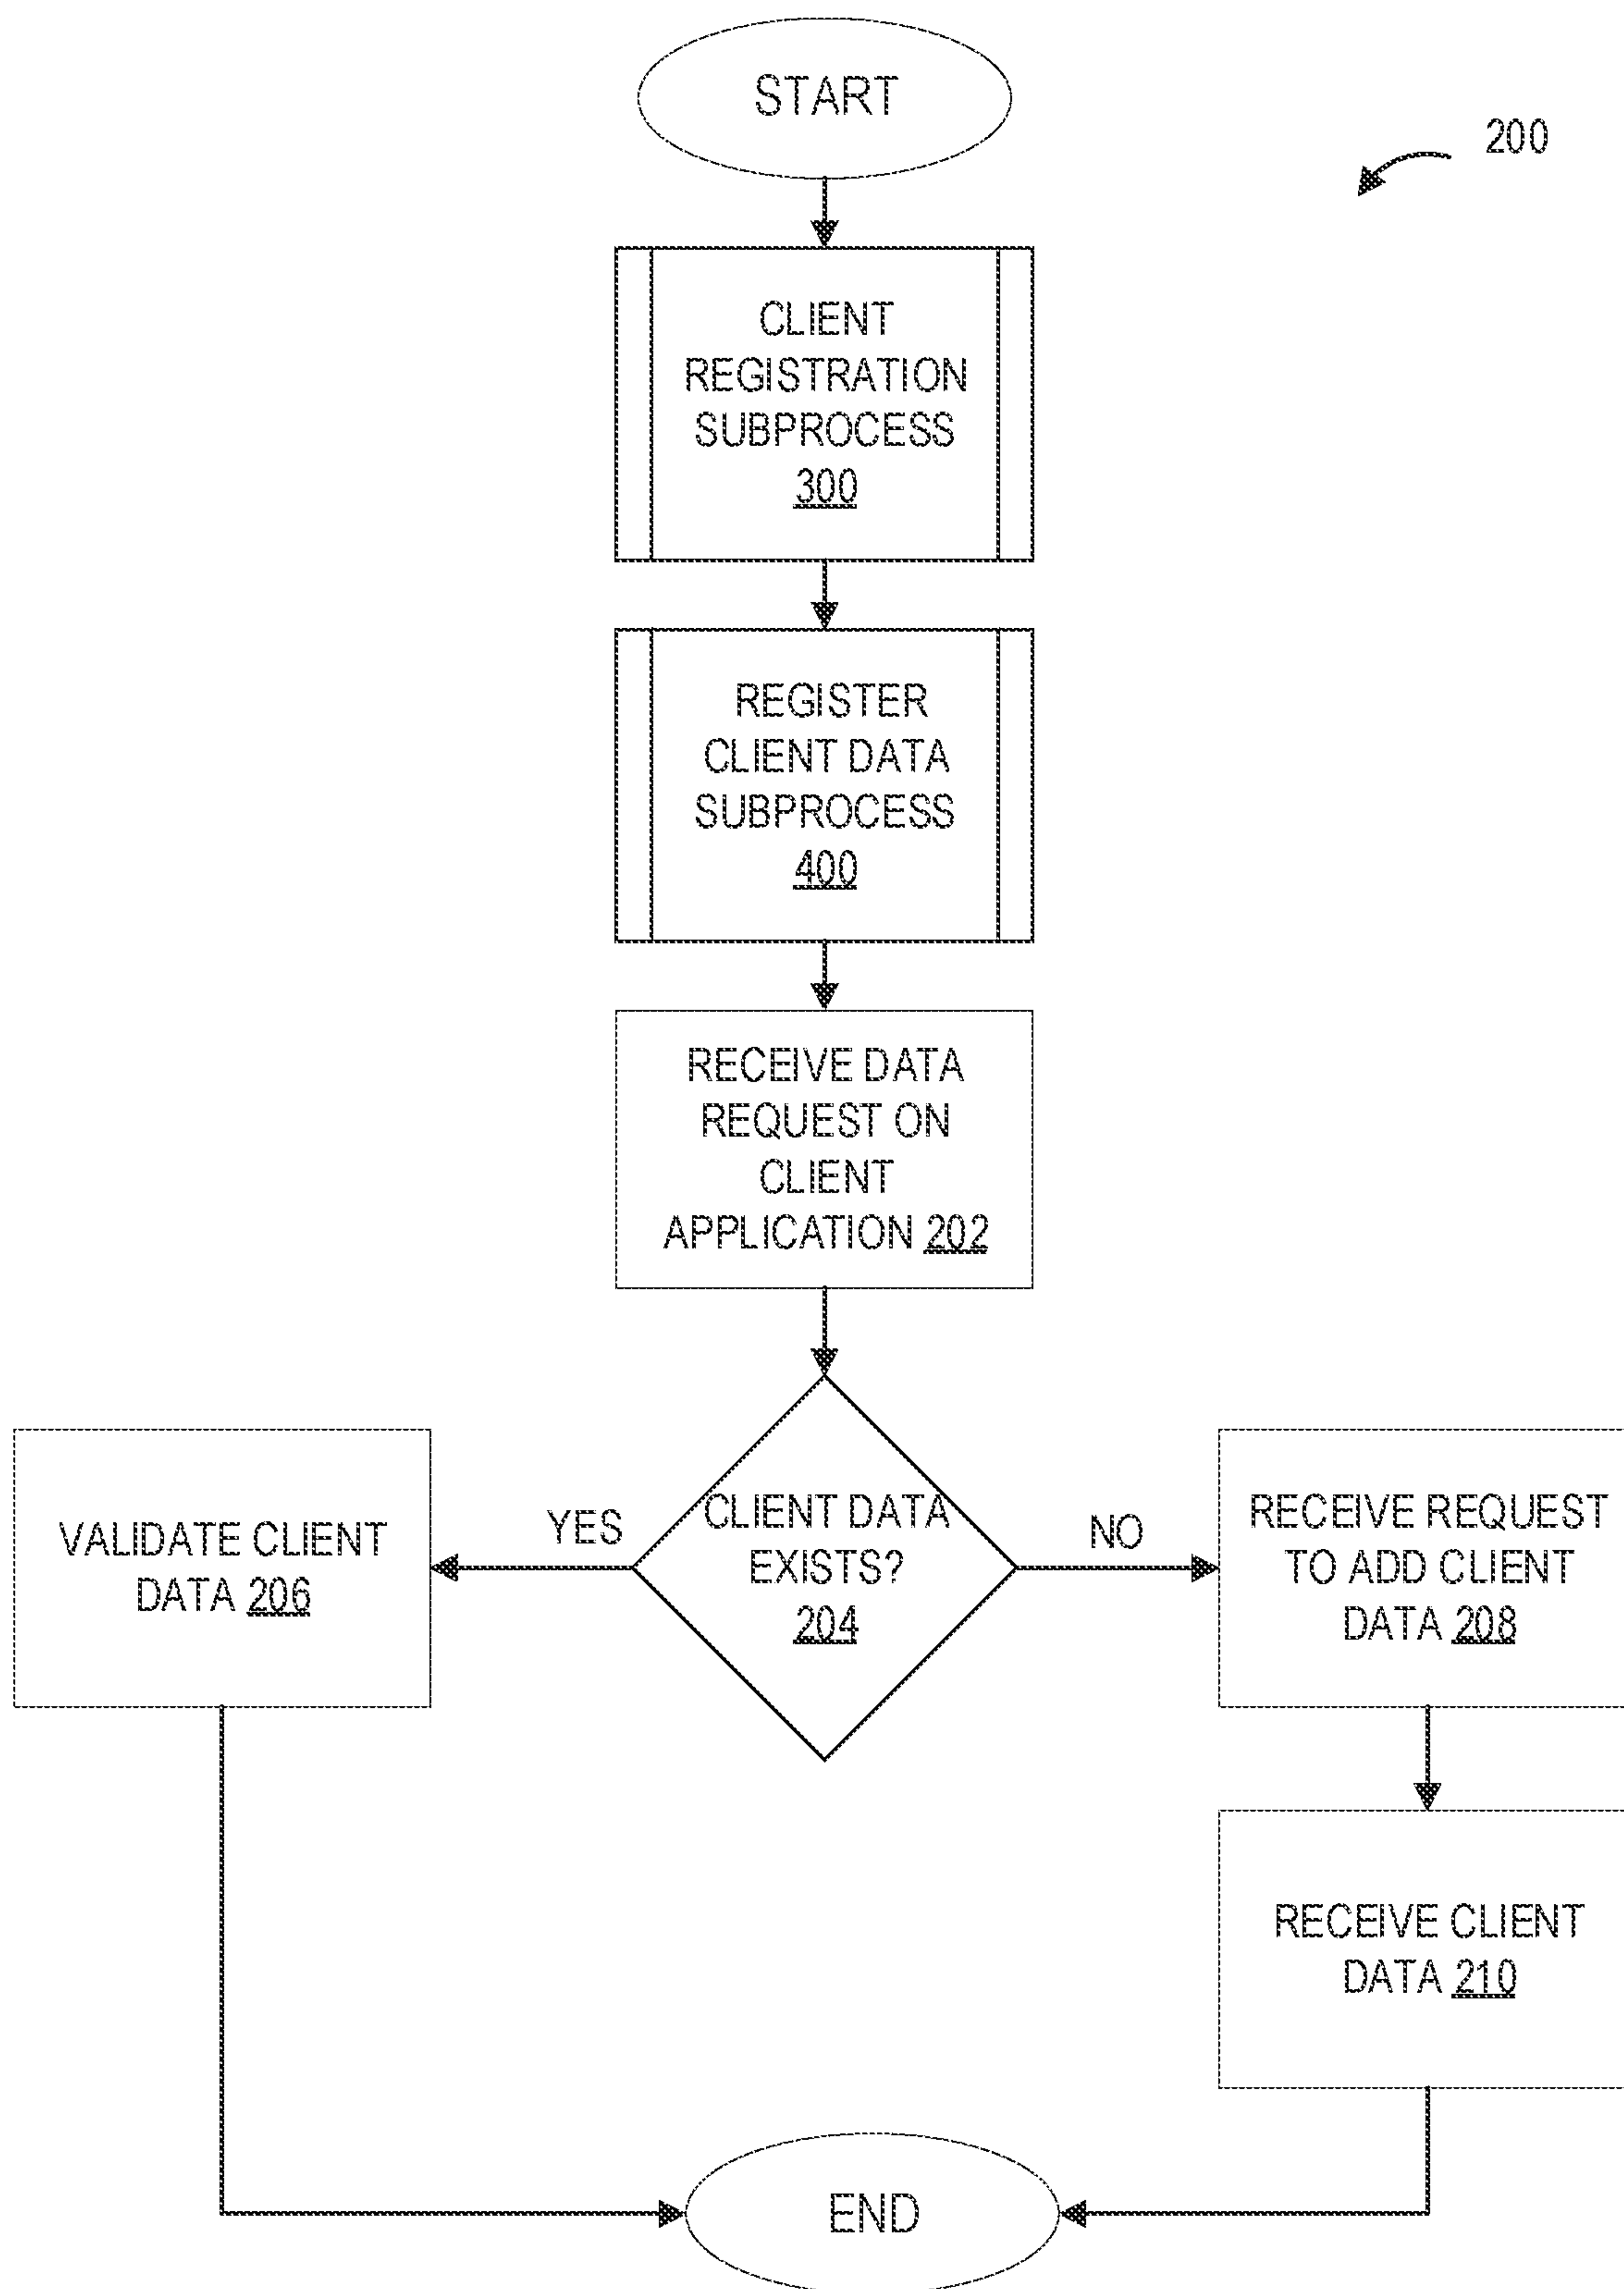 START
200
CLIENT
REGISTRATION
SUBPROCESS
300
REGISTER
CLIENT DATA
SUBPROCESS
400
RECEIVE DATA
REQUEST ON
CLIENT
APPLICATION 202
CLIENT DATA
EXISTS?
204
YES
NO
VALIDATE CLIENT
DATA 206
RECEIVE REQUEST
TO ADD CLIENT
DATA 208
RECEIVE CLIENT
DATA 210
END